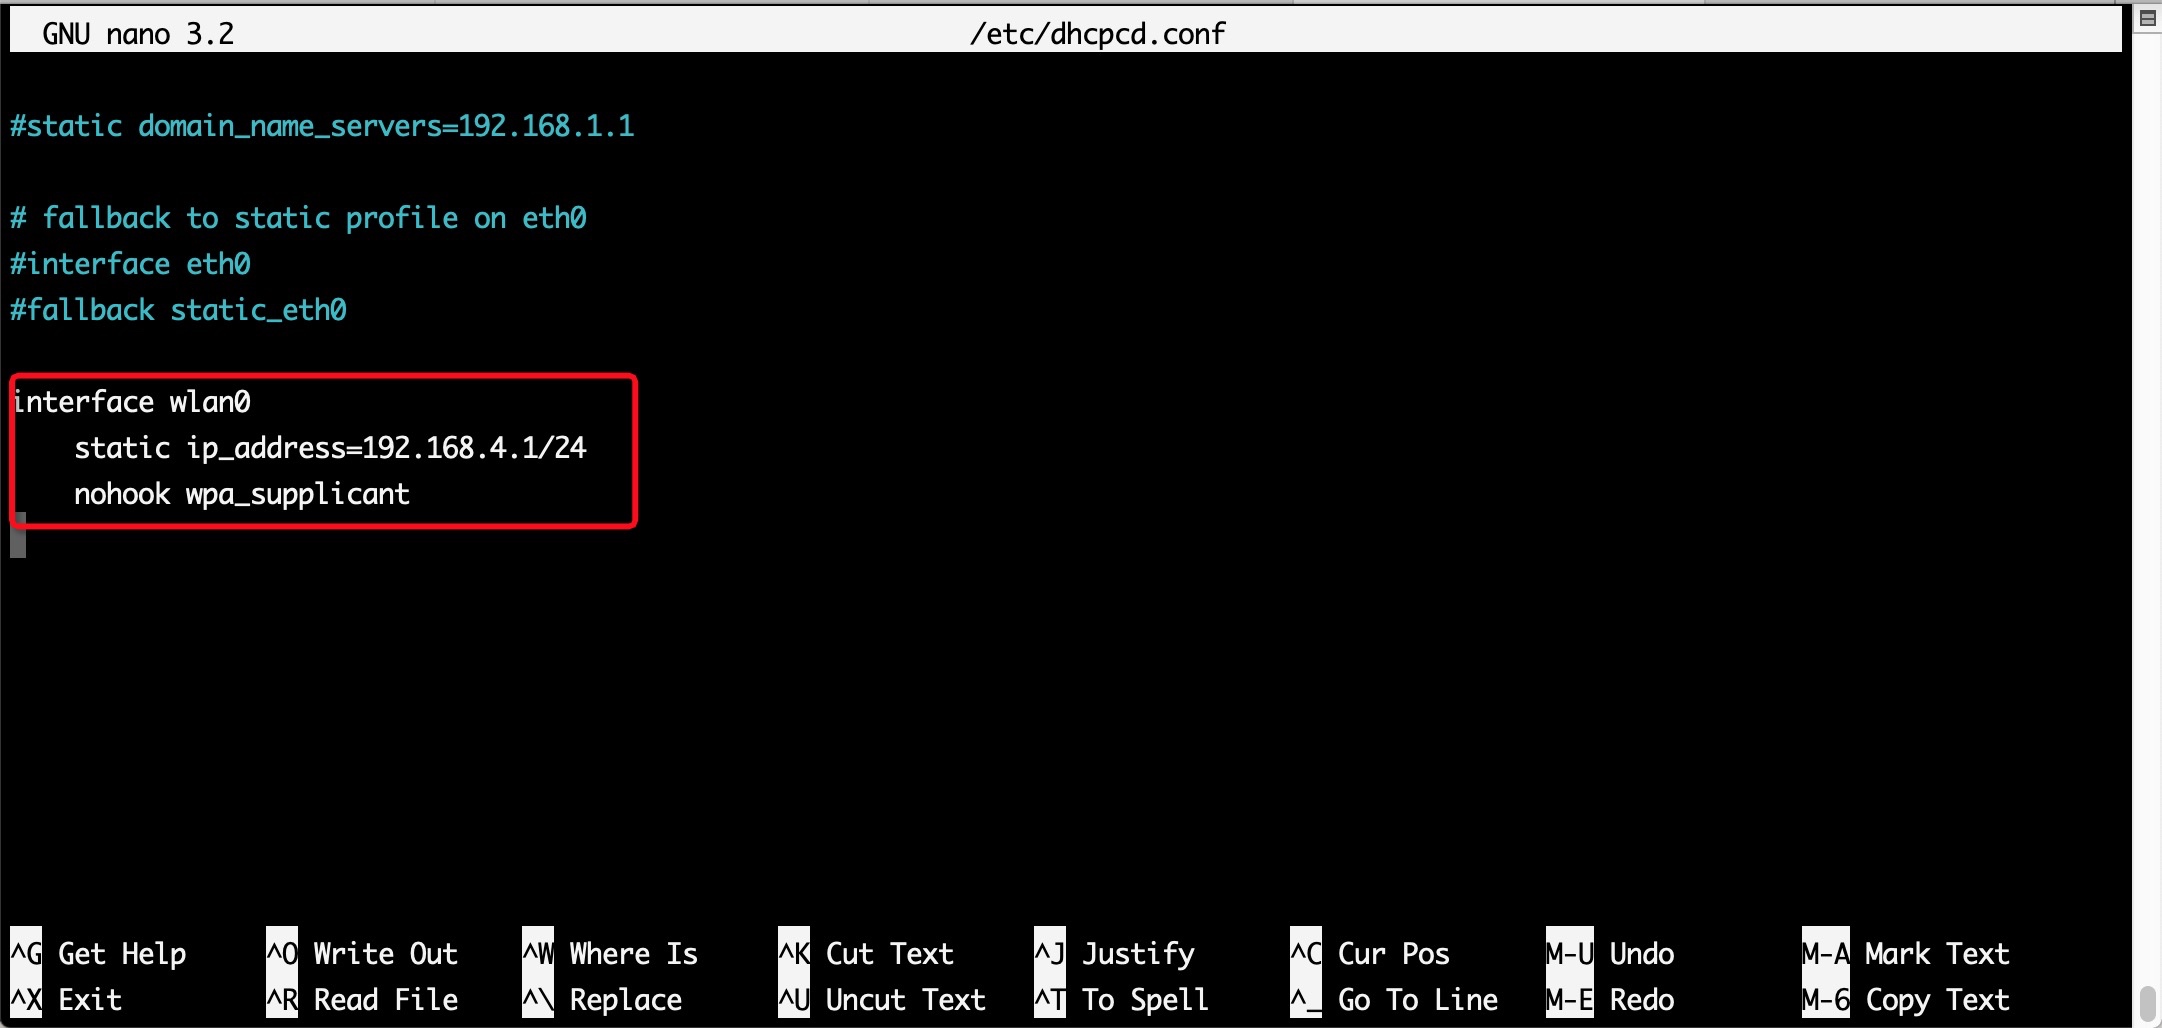 GNU nano 3.2 /etc/dhcpcd.conf
#static domain_name_servers=192.168.1.1
# fallback to static profile on eth0
#interface eth0
#fallback static_eth0
interface wlan0
    static ip_address=192.168.4.1/24
    nohook wpa_supplicant
^G Get Help ^O Write Out ^W Where Is ^K Cut Text ^J Justify ^C Cur Pos M-U Undo M-A Mark Text
^X Exit ^R Read File ^\ Replace ^U Uncut Text ^T To Spell ^_ Go To Line M-E Redo M-6 Copy Text